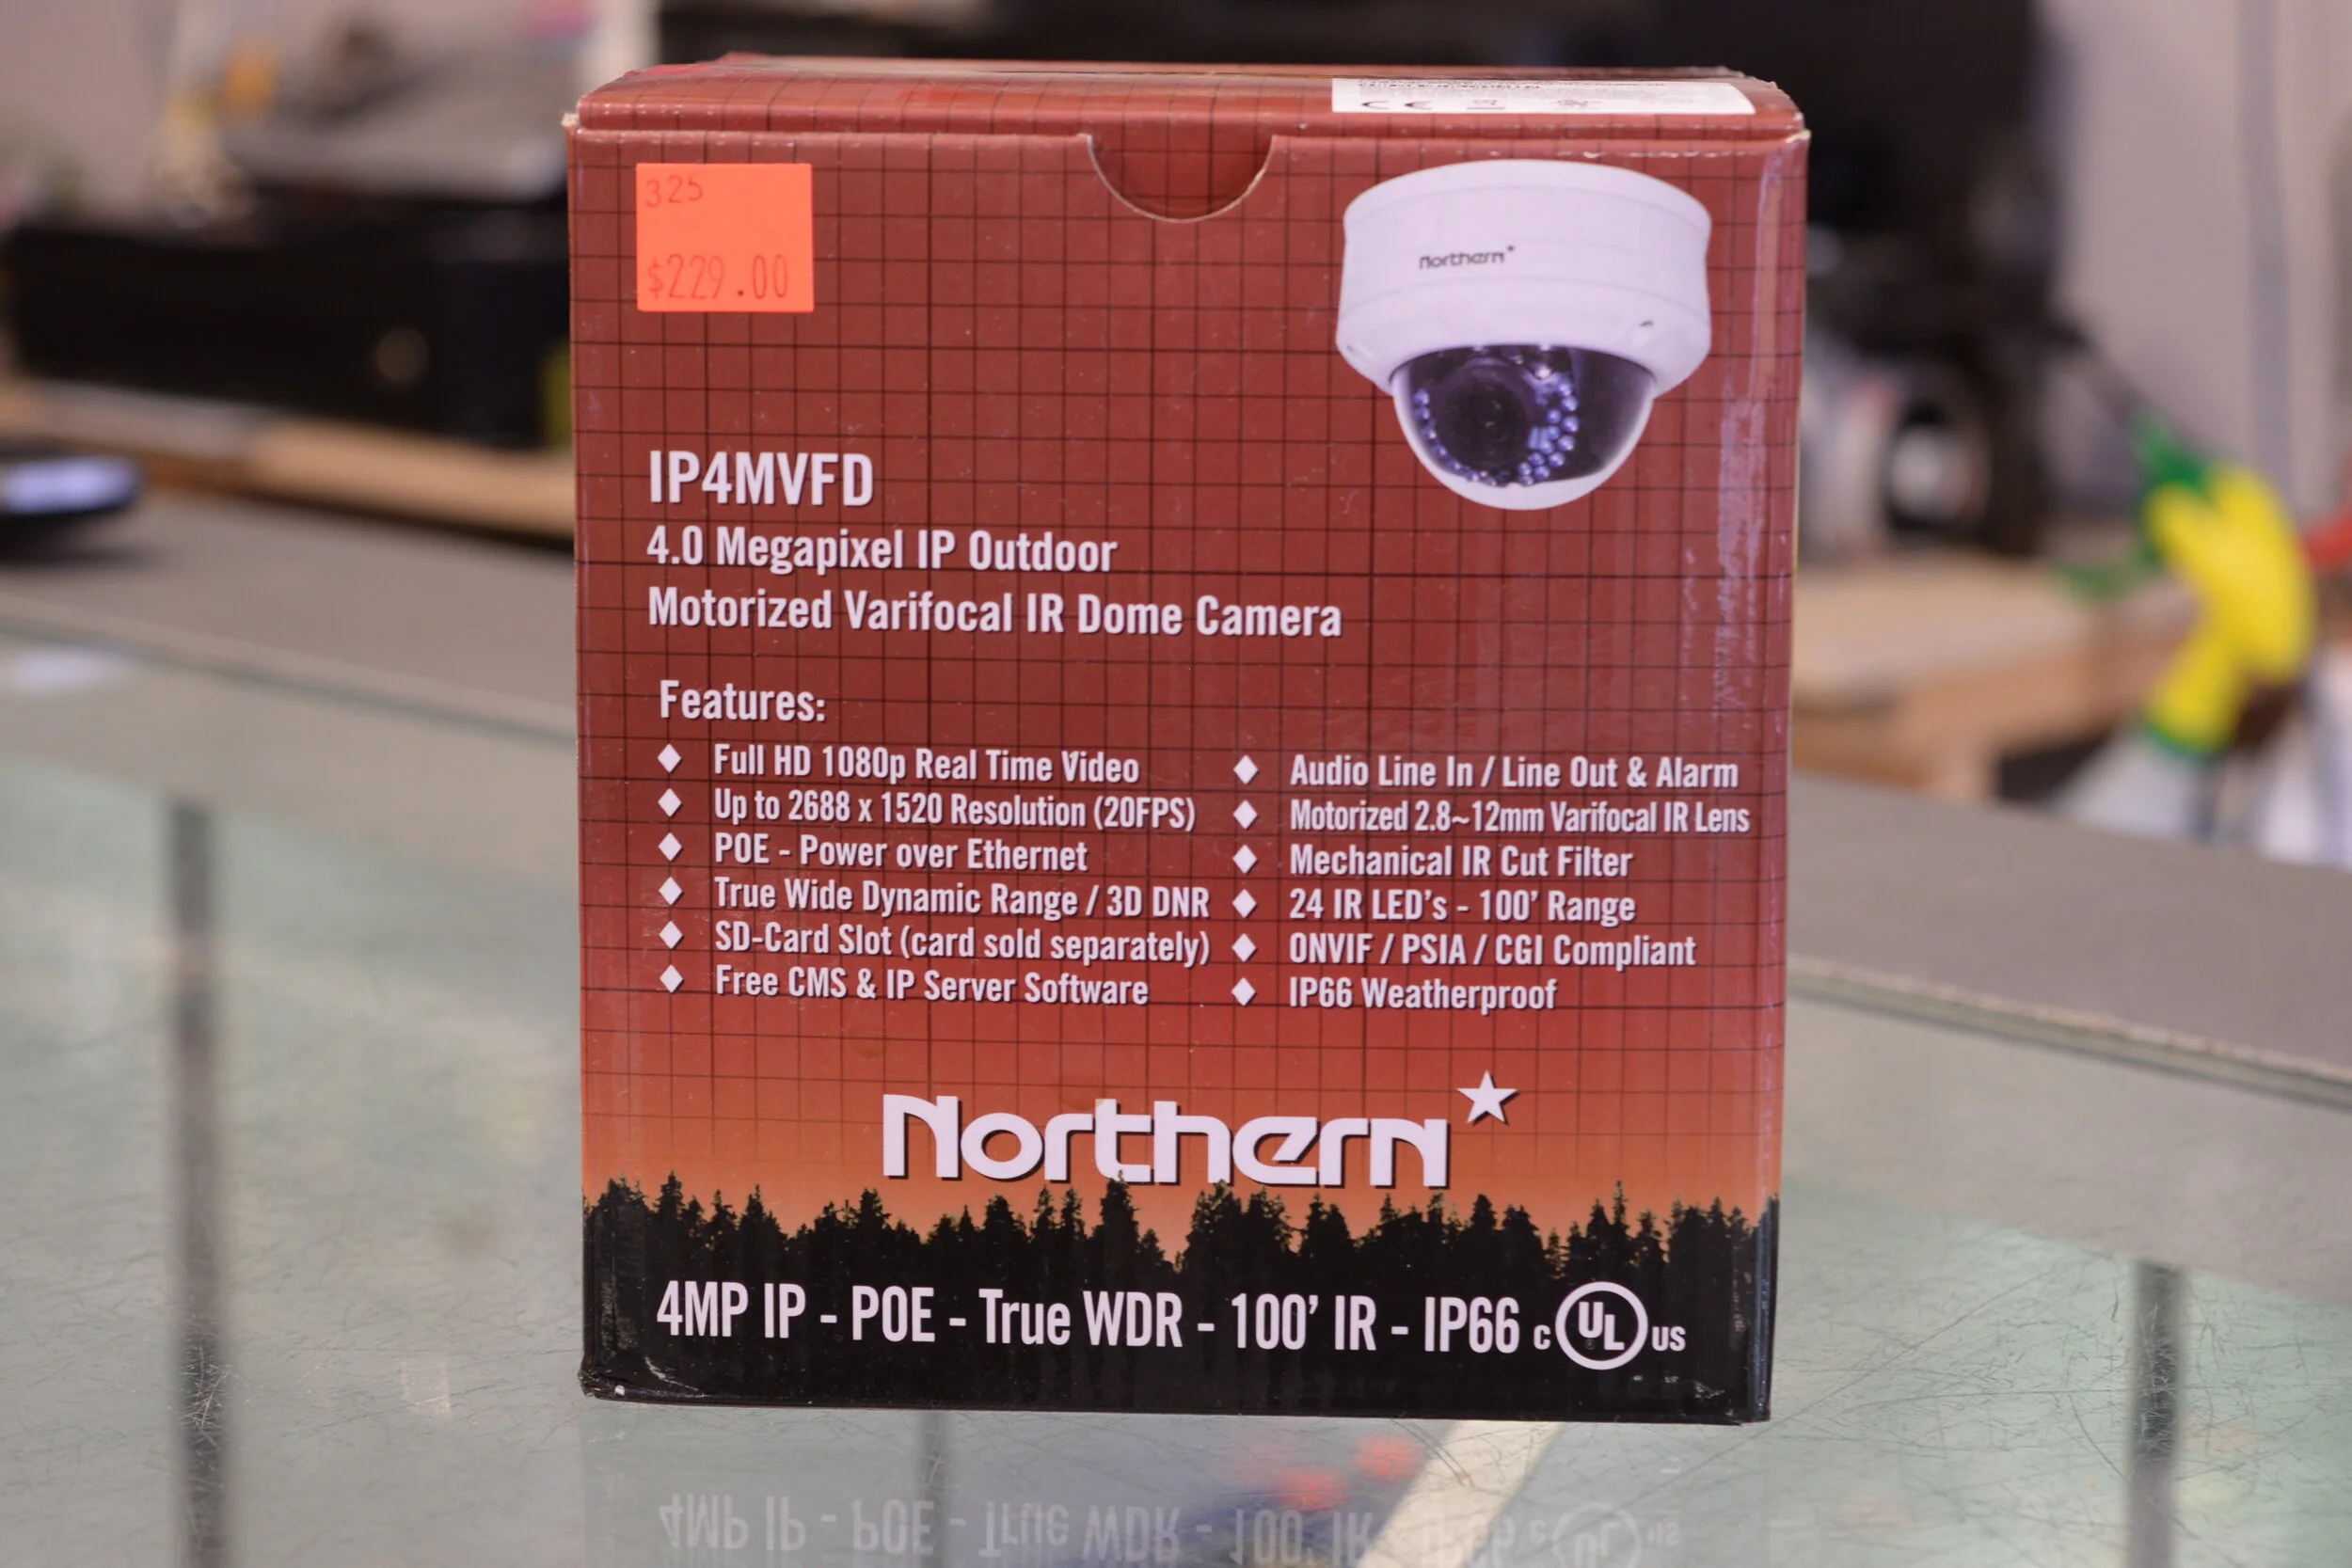 325
$229.00
Northern
IP4MVFD
4.0 Megapixel IP Outdoor
Motorized Varifocal IR Dome Camera
Features:
Full HD 1080p Real Time Video
Up to 2688 x 1520 Resolution (20FPS)
POE - Power over Ethernet
True Wide Dynamic Range / 3D DNR
SD-Card Slot (card sold separately)
Free CMS & IP Server Software
Audio Line In / Line Out & Alarm
Motorized 2.8~12mm Varifocal IR Lens
Mechanical IR Cut Filter
24 IR LED's - 100' Range
ONVIF / PSIA / CGI Compliant
IP66 Weatherproof
Northern
4MP IP - POE - True WDR - 100' IR - IP66 c UL US